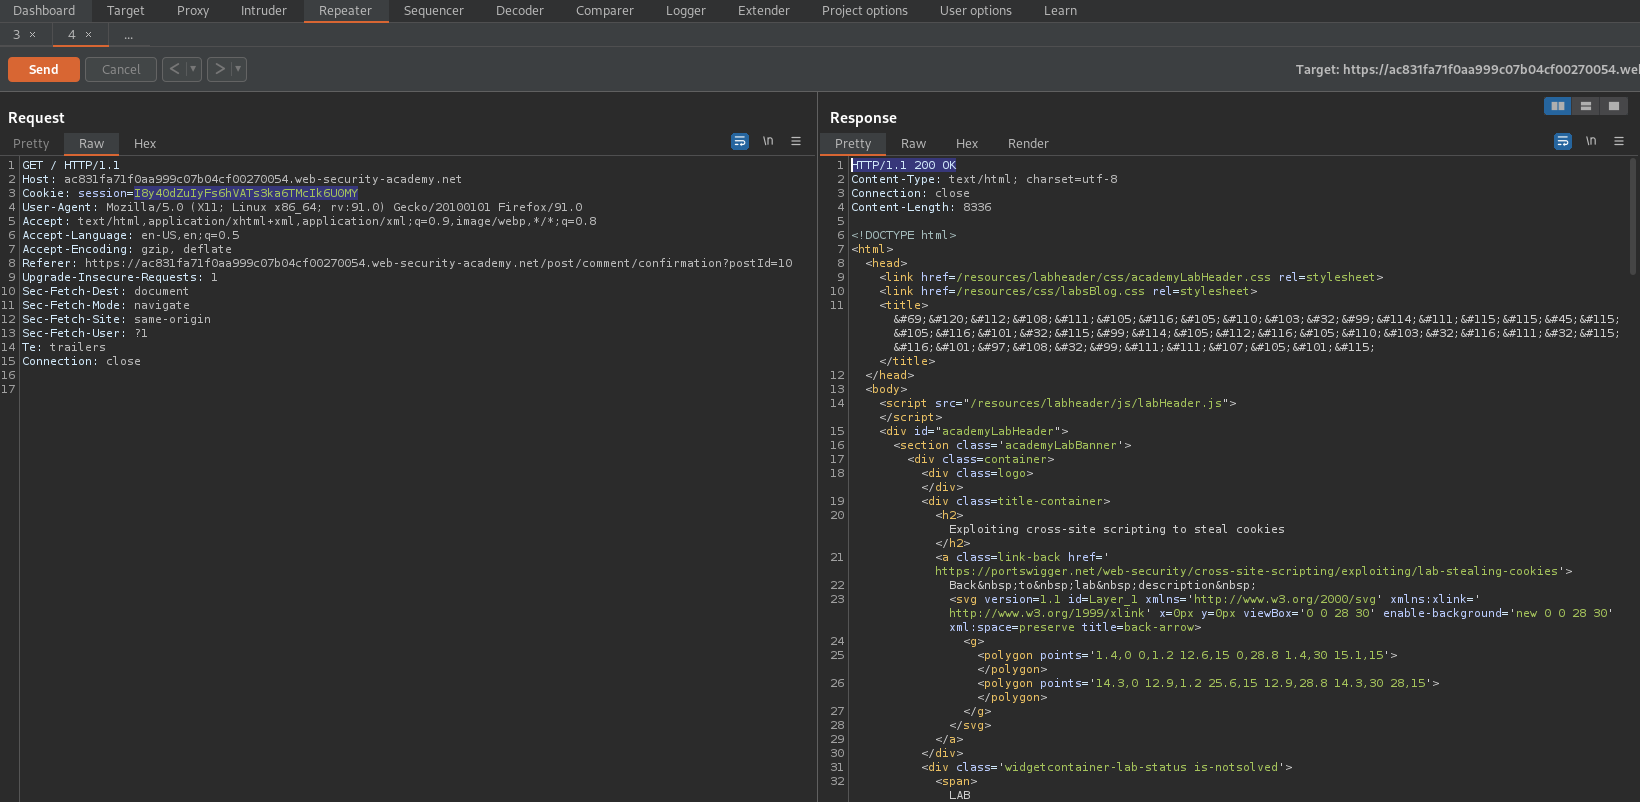 Dashboard Target Proxy Intruder Repeater Sequencer Decoder Comparer Logger Extender Project options User options Learn
3 × 4 × ...
Send Cancel < ▼ > ▼ Target: https://ac831fa71f0aa999c07b04cf00270054.we
Request
Pretty Raw Hex \n
1 GET / HTTP/1.1
2 Host: ac831fa71f0aa999c07b04cf00270054.web-security-academy.net
3 Cookie: session=I8y40dZuIyFs6hVATs3ka6TMcIk6UOMY
4 User-Agent: Mozilla/5.0 (X11; Linux x86_64; rv:91.0) Gecko/20100101 Firefox/91.0
5 Accept: text/html,application/xhtml+xml,application/xml;q=0.9,image/webp,*/*;q=0.8
6 Accept-Language: en-US,en;q=0.5
7 Accept-Encoding: gzip, deflate
8 Referer: https://ac831fa71f0aa999c07b04cf00270054.web-security-academy.net/post/comment/confirmation?postId=10
9 Upgrade-Insecure-Requests: 1
10 Sec-Fetch-Dest: document
11 Sec-Fetch-Mode: navigate
12 Sec-Fetch-Site: same-origin
13 Sec-Fetch-User: ?1
14 Te: trailers
15 Connection: close
16
17
Response
Pretty Raw Hex Render \n
1 HTTP/1.1 200 OK
2 Content-Type: text/html; charset=utf-8
3 Connection: close
4 Content-Length: 8336
5
6 <!DOCTYPE html>
7 <html>
8 <head>
9 <link href=/resources/labheader/css/academyLabHeader.css rel=stylesheet>
10 <link href=/resources/css/labsBlog.css rel=stylesheet>
11 <title>
&#69;&#120;&#112;&#108;&#111;&#105;&#116;&#105;&#110;&#103;&#32;&#99;&#114;&#111;&#115;&#115;&#45;&#115;
&#105;&#116;&#101;&#32;&#115;&#99;&#114;&#105;&#112;&#116;&#105;&#110;&#103;&#32;&#116;&#111;&#32;&#115;
&#116;&#101;&#97;&#108;&#32;&#99;&#111;&#111;&#107;&#105;&#101;&#115;
</title>
12 </head>
13 <body>
14 <script src="/resources/labheader/js/labHeader.js">
</script>
15 <div id="academyLabHeader">
16 <section class='academyLabBanner'>
17 <div class=container>
18 <div class=logo>
</div>
19 <div class=title-container>
20 <h2>
Exploiting cross-site scripting to steal cookies
</h2>
21 <a class=link-back href='
https://portswigger.net/web-security/cross-site-scripting/exploiting/lab-stealing-cookies'>
22 Back&nbsp;to&nbsp;lab&nbsp;description&nbsp;
23 <svg version=1.1 id=Layer_1 xmlns='http://www.w3.org/2000/svg' xmlns:xlink='
http://www.w3.org/1999/xlink' x=0px y=0px viewBox='0 0 28 30' enable-background='new 0 0 28 30'
xml:space=preserve title=back-arrow>
24 <g>
25 <polygon points='1.4,0 0,1.2 12.6,15 0,28.8 1.4,30 15.1,15'>
</polygon>
26 <polygon points='14.3,0 12.9,1.2 25.6,15 12.9,28.8 14.3,30 28,15'>
</polygon>
27 </g>
28 </svg>
29 </a>
30 </div>
31 <div class='widgetcontainer-lab-status is-notsolved'>
32 <span>
LAB